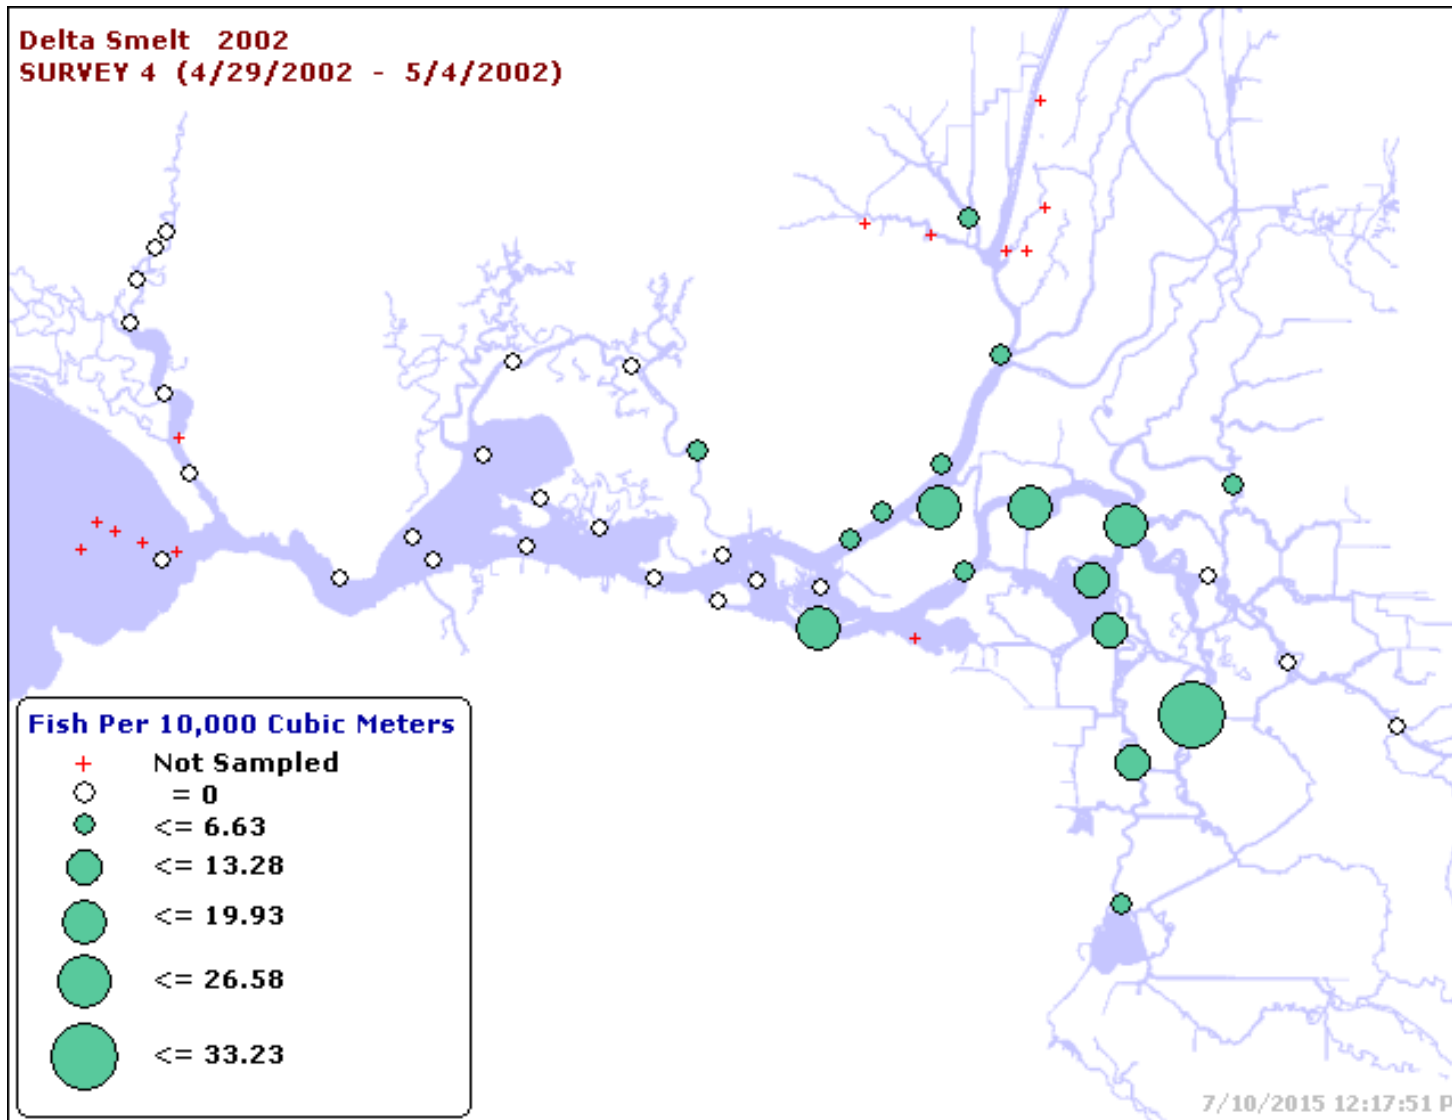 Delta Smelt 2002
SURVEY 4 (4/29/2002 - 5/4/2002)
Fish Per 10,000 Cubic Meters
Not Sampled
= 0
<= 6.63
<= 13.28
<= 19.93
<= 26.58
<= 33.23
7/10/2015 12:17:51 P